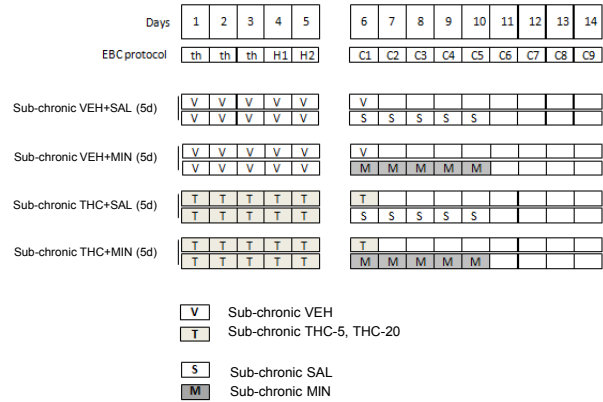 Days 1 2 3 4 5 6 7 8 9 10 11 12 13 14
EBC protocol th th th H1 H2 C1 C2 C3 C4 C5 C6 C7 C8 C9
V V V V V V
Sub-chronic VEH+SAL (5d)
V V V V V S S S S S
V V V V V V
Sub-chronic VEH+MIN (5d)
V V V V V M M M M M
T T T T T T
Sub-chronic THC+SAL (5d)
T T T T T S S S S S
T T T T T T
Sub-chronic THC+MIN (5d)
T T T T T M M M M M
V Sub-chronic VEH
T Sub-chronic THC-5, THC-20
S Sub-chronic SAL
M Sub-chronic MIN